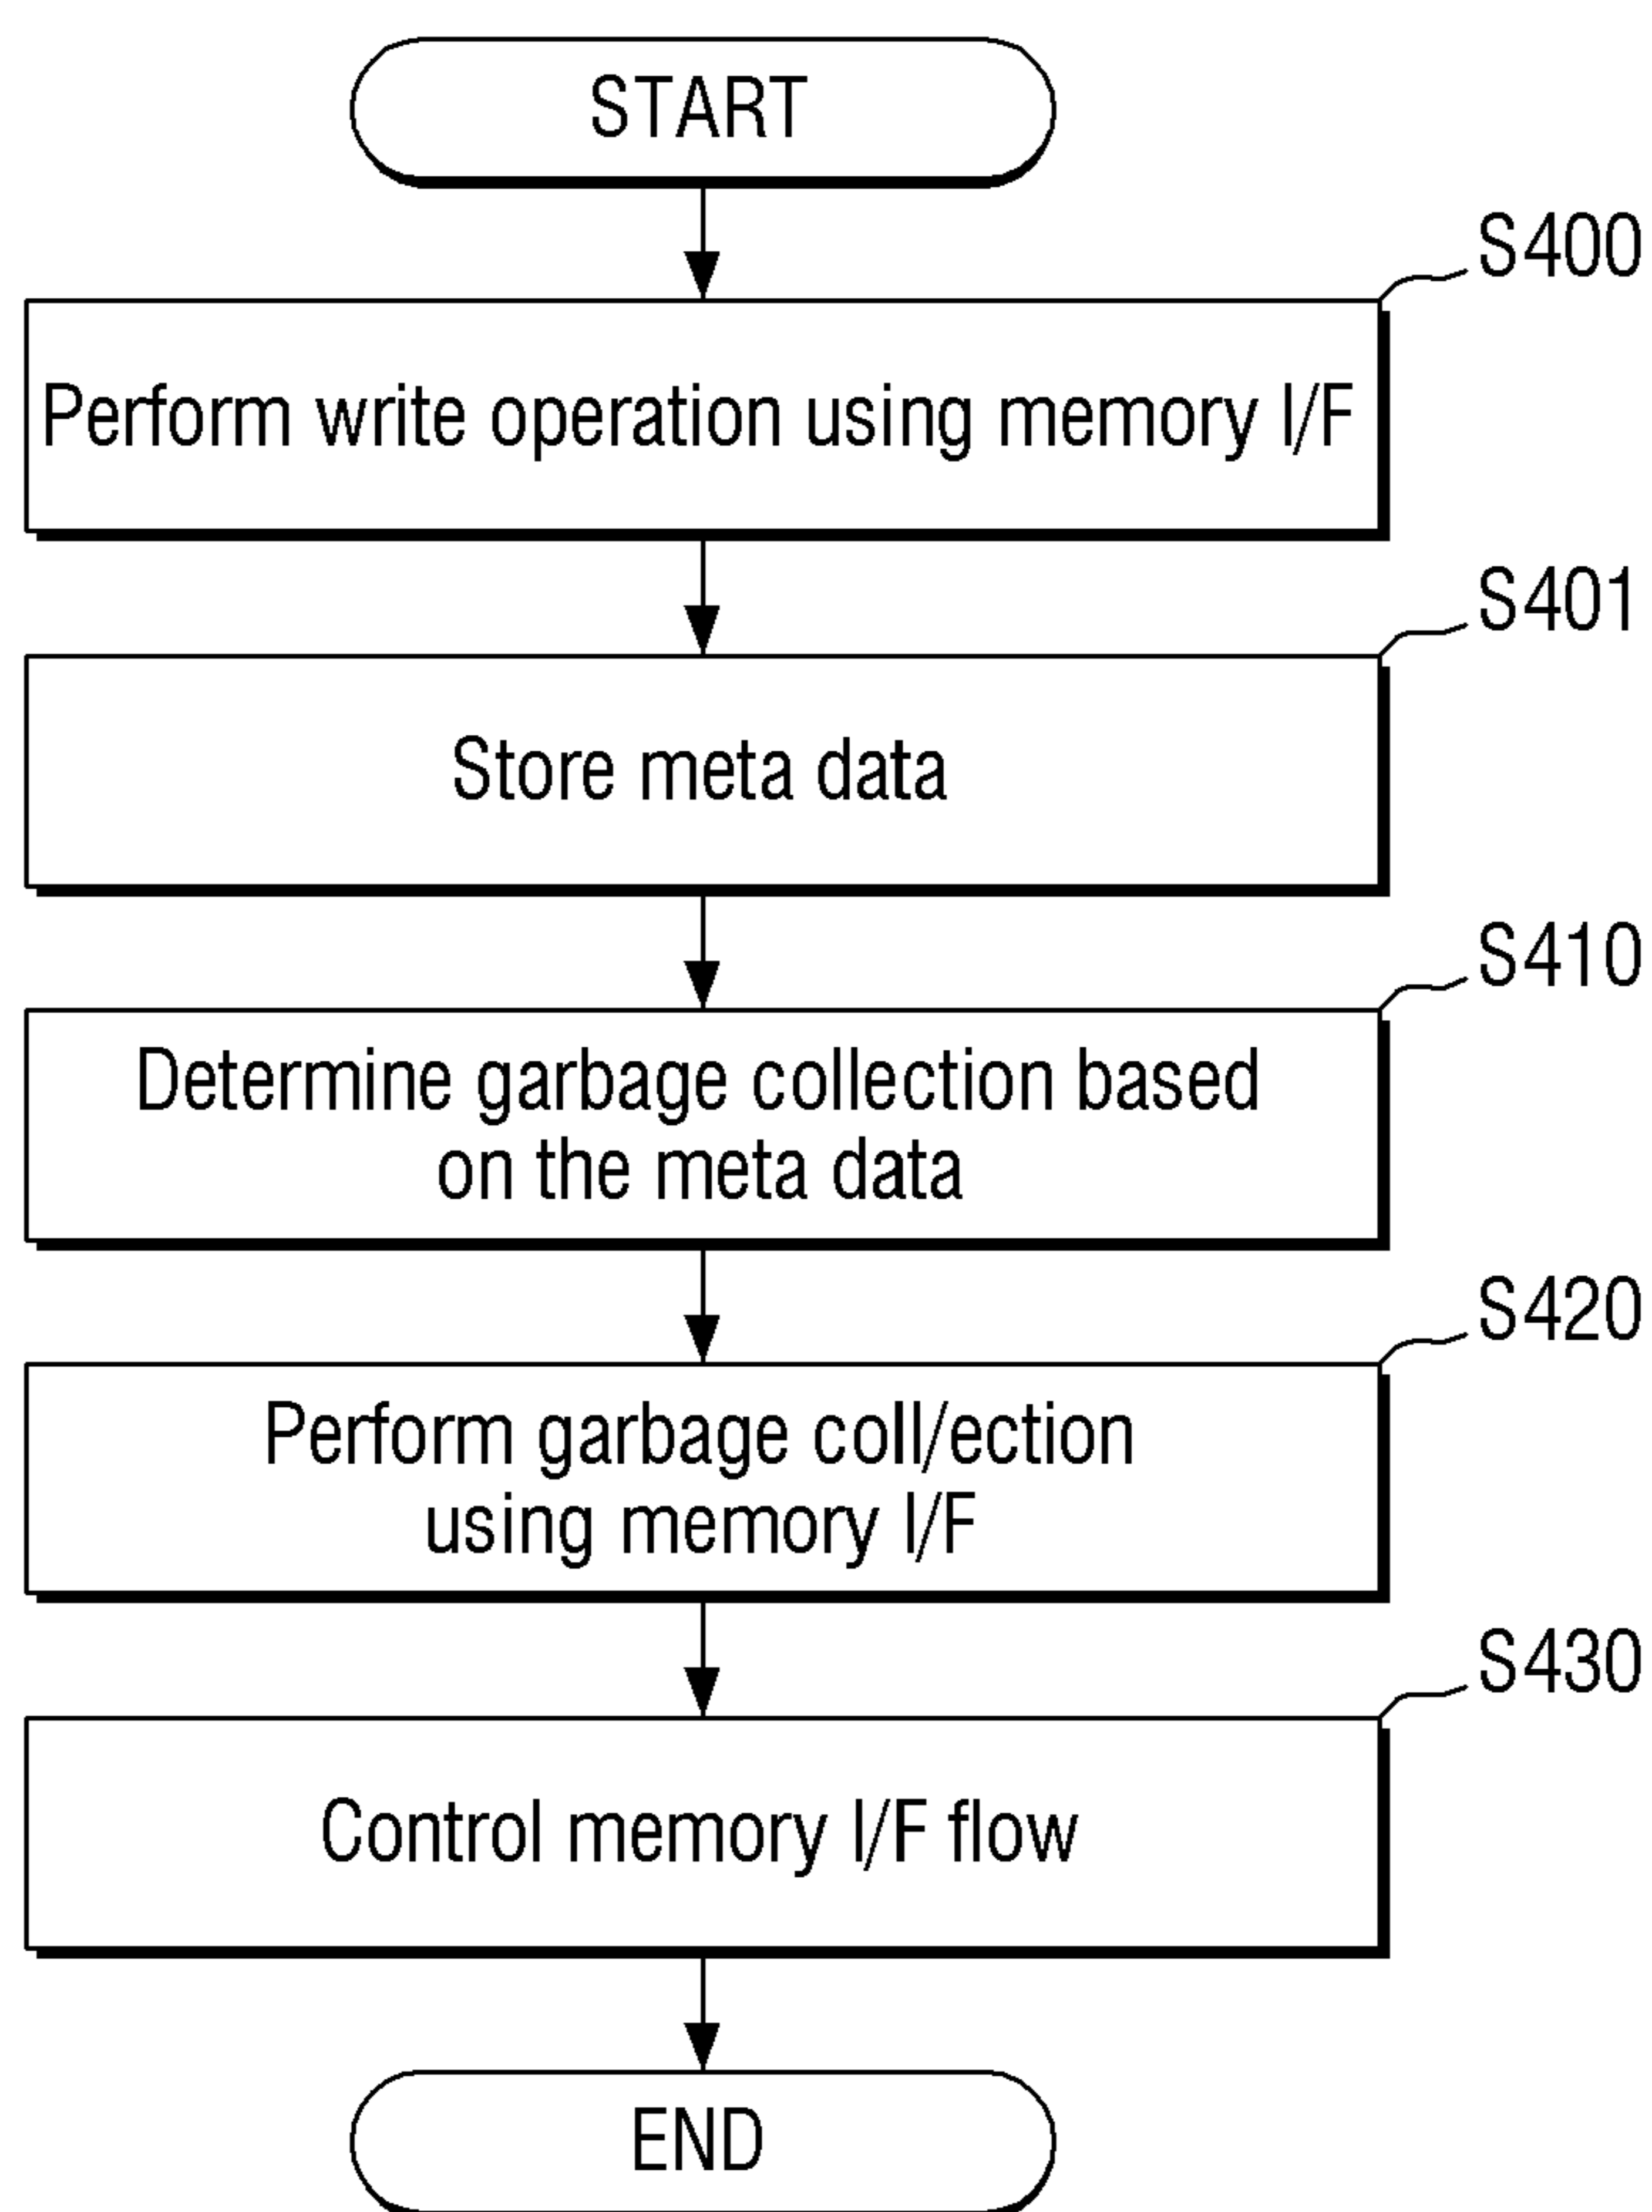 START
S400
Perform write operation using memory I/F
S401
Store meta data
S410
Determine garbage collection based
on the meta data
S420
Perform garbage coll/ection
using memory I/F
S430
Control memory I/F flow
END